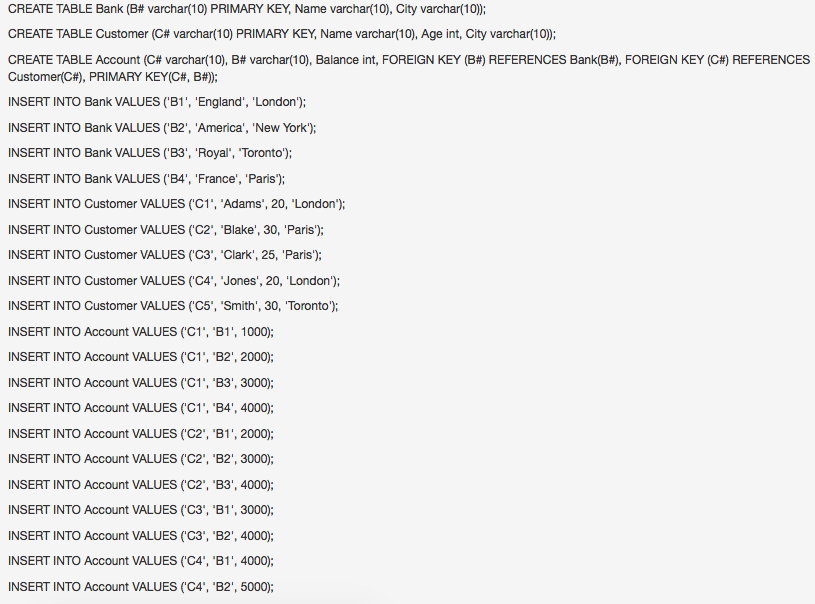 CREATE TABLE Bank (B# varchar(10) PRIMARY KEY, Name varchar(10), City varchar(10));
CREATE TABLE Customer (C# varchar(10) PRIMARY KEY, Name varchar(10), Age int, City varchar(10));
CREATE TABLE Account (C# varchar(10), B# varchar(10), Balance int, FOREIGN KEY (B#) REFERENCES Bank(B#), FOREIGN KEY (C#) REFERENCES
Customer(C#), PRIMARY KEY(C#, B#));
INSERT INTO Bank VALUES ('B1', 'England', 'London');
INSERT INTO Bank VALUES ('B2', 'America', 'New York');
INSERT INTO Bank VALUES ('B3', 'Royal', 'Toronto');
INSERT INTO Bank VALUES ('B4', 'France', 'Paris');
INSERT INTO Customer VALUES ('C1', 'Adams', 20, 'London');
INSERT INTO Customer VALUES ('C2', 'Blake', 30, 'Paris');
INSERT INTO Customer VALUES ('C3', 'Clark', 25, 'Paris');
INSERT INTO Customer VALUES ('C4', 'Jones', 20, 'London');
INSERT INTO Customer VALUES ('C5', 'Smith', 30, 'Toronto');
INSERT INTO Account VALUES ('C1', 'B1', 1000);
INSERT INTO Account VALUES ('C1', 'B2', 2000);
INSERT INTO Account VALUES ('C1', 'B3', 3000);
INSERT INTO Account VALUES ('C1', 'B4', 4000);
INSERT INTO Account VALUES ('C2', 'B1', 2000);
INSERT INTO Account VALUES ('C2', 'B2', 3000);
INSERT INTO Account VALUES ('C2', 'B3', 4000);
INSERT INTO Account VALUES ('C3', 'B1', 3000);
INSERT INTO Account VALUES ('C3', 'B2', 4000);
INSERT INTO Account VALUES ('C4', 'B1', 4000);
INSERT INTO Account VALUES ('C4', 'B2', 5000);